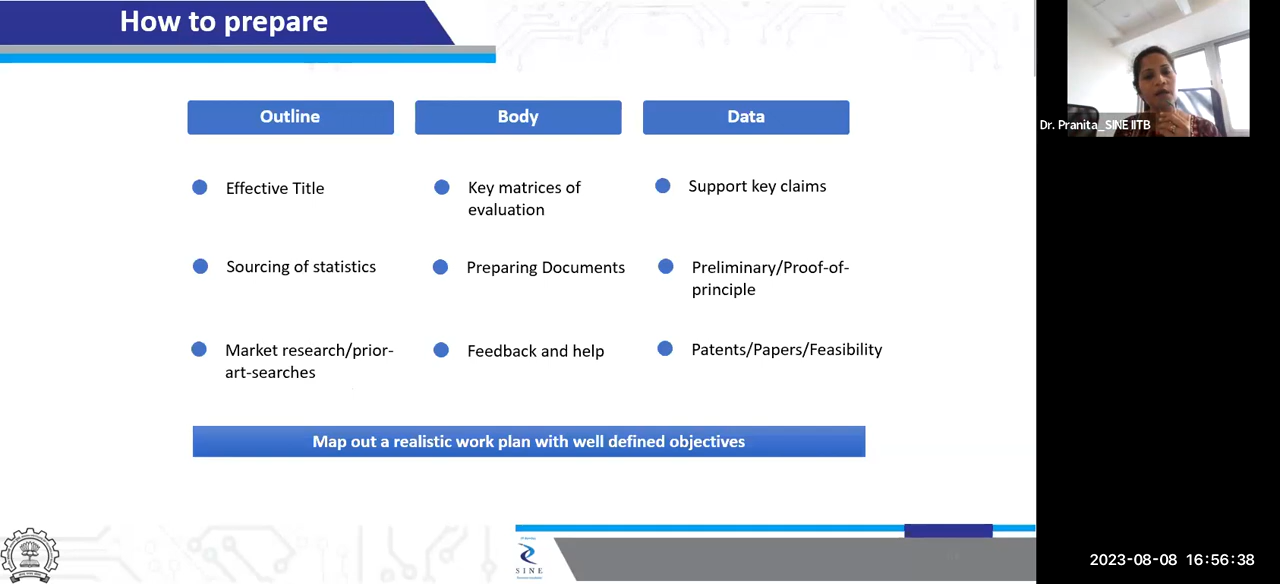 How to prepare
Outline
Body
Data
Effective Title
Key matrices of
evaluation
Support key claims
Sourcing of statistics
Preparing Documents
Preliminary/Proof-of-
principle
Market research/prior-
art-searches
Feedback and help
Patents/Papers/Feasibility
Map out a realistic work plan with well defined objectives
SINE
Dr. Pranita_SINE IITB
2023-08-08 16:56:38